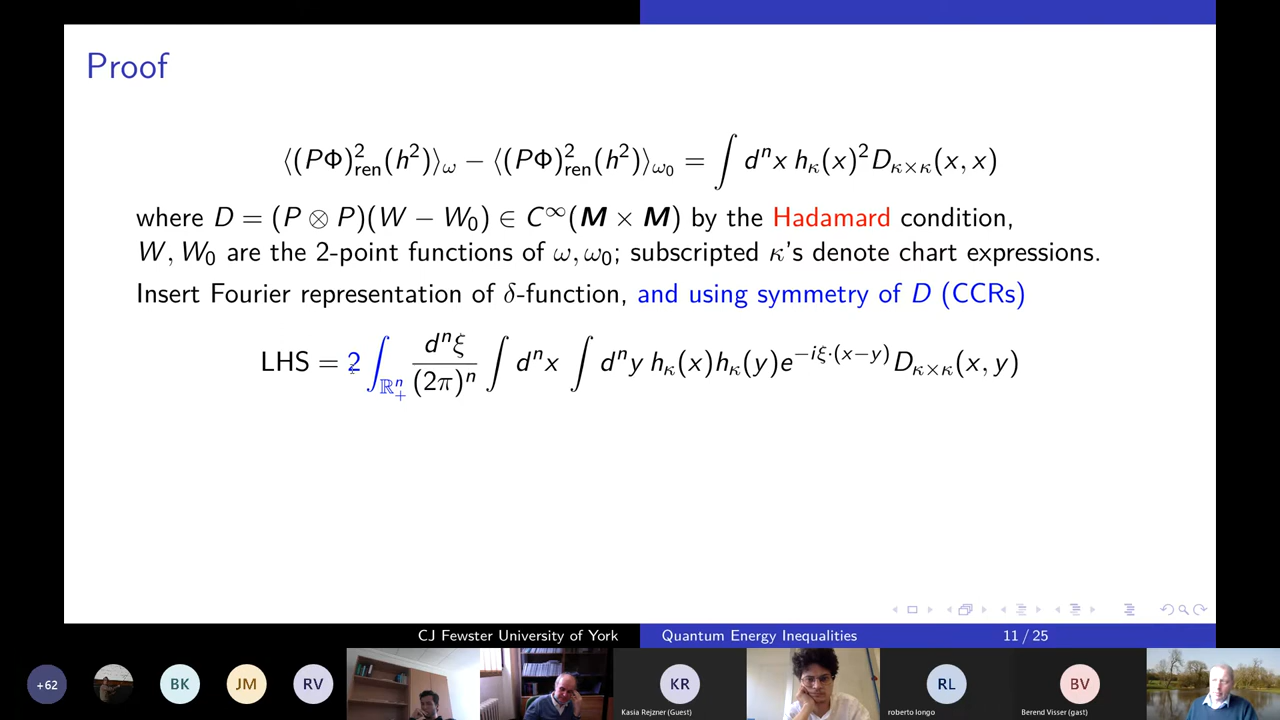 Proof
⟨(PΦ)²ren(h²)⟩ω − ⟨(PΦ)²ren(h²)⟩ω₀ = ∫ dⁿx hκ(x)²Dκ×κ(x, x)
where D = (P ⊗ P)(W − W₀) ∈ C^∞(M × M) by the Hadamard condition,
W, W₀ are the 2-point functions of ω, ω₀; subscripted κ's denote chart expressions.
Insert Fourier representation of δ-function, and using symmetry of D (CCRs)
LHS = 2 ∫_{ℝⁿ₊} dⁿξ/(2π)ⁿ ∫ dⁿx ∫ dⁿy hκ(x)hκ(y)e^{−iξ·(x−y)}Dκ×κ(x, y)
CJ Fewster University of York Quantum Energy Inequalities 11 / 25
+62 BK JM RV KR RL BV
Kasia Rejzner (Guest) roberto longo Berend Visser (gast)